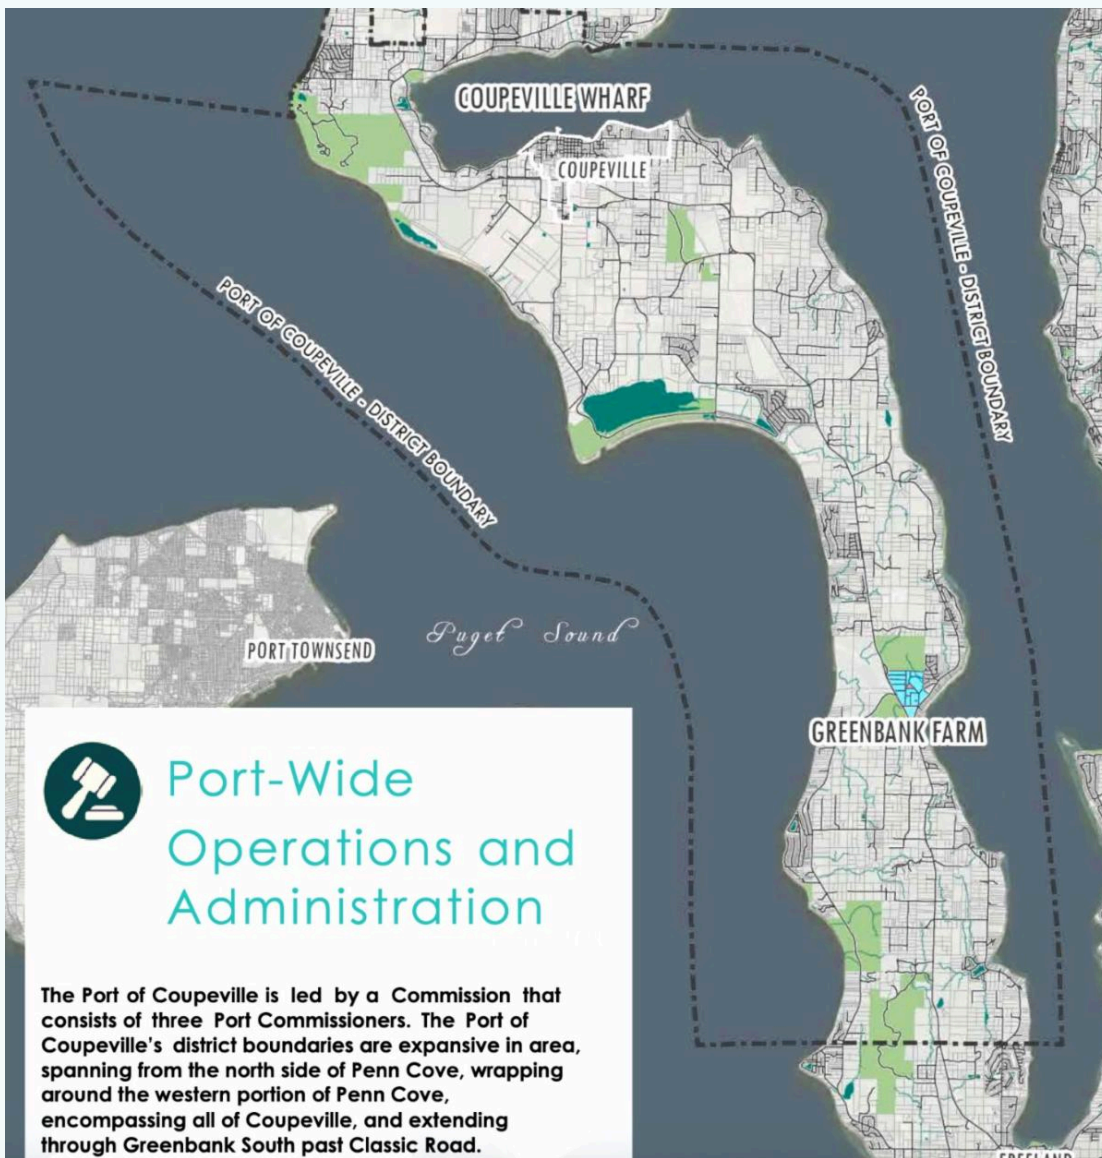 COUPEVILLE WHARF
COUPEVILLE
PORT OF COUPEVILLE - DISTRICT BOUNDARY
PORT OF COUPEVILLE - DISTRICT BOUNDARY
Puget Sound
PORT TOWNSEND
GREENBANK FARM
Port-Wide
Operations and
Administration
The Port of Coupeville is led by a Commission that
consists of three Port Commissioners. The Port of
Coupeville's district boundaries are expansive in area,
spanning from the north side of Penn Cove, wrapping
around the western portion of Penn Cove,
encompassing all of Coupeville, and extending
through Greenbank South past Classic Road.
FREELAND